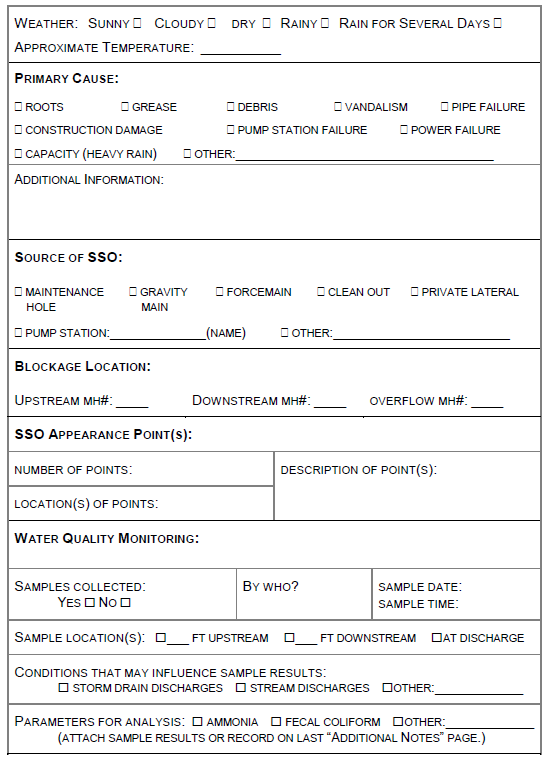 WEATHER: SUNNY □ CLOUDY □ DRY □ RAINY □ RAIN FOR SEVERAL DAYS □
APPROXIMATE TEMPERATURE: ____________
PRIMARY CAUSE:
□ ROOTS □ GREASE □ DEBRIS □ VANDALISM □ PIPE FAILURE
□ CONSTRUCTION DAMAGE □ PUMP STATION FAILURE □ POWER FAILURE
□ CAPACITY (HEAVY RAIN) □ OTHER:________________________________________
ADDITIONAL INFORMATION:
SOURCE OF SSO:
□ MAINTENANCE HOLE □ GRAVITY MAIN □ FORCEMAIN □ CLEAN OUT □ PRIVATE LATERAL
□ PUMP STATION:_______________(NAME) □ OTHER:____________________________
BLOCKAGE LOCATION:
UPSTREAM MH#: _____ DOWNSTREAM MH#: _____ OVERFLOW MH#: _____
SSO APPEARANCE POINT(S):
NUMBER OF POINTS:
LOCATION(S) OF POINTS:
DESCRIPTION OF POINT(S):
WATER QUALITY MONITORING:
SAMPLES COLLECTED:
YES □ NO □
BY WHO?
SAMPLE DATE:
SAMPLE TIME:
SAMPLE LOCATION(S): □___ FT UPSTREAM □___ FT DOWNSTREAM □AT DISCHARGE
CONDITIONS THAT MAY INFLUENCE SAMPLE RESULTS:
□ STORM DRAIN DISCHARGES □ STREAM DISCHARGES □OTHER:_____________
PARAMETERS FOR ANALYSIS: □ AMMONIA □ FECAL COLIFORM □OTHER:_____________
(ATTACH SAMPLE RESULTS OR RECORD ON LAST "ADDITIONAL NOTES" PAGE.)